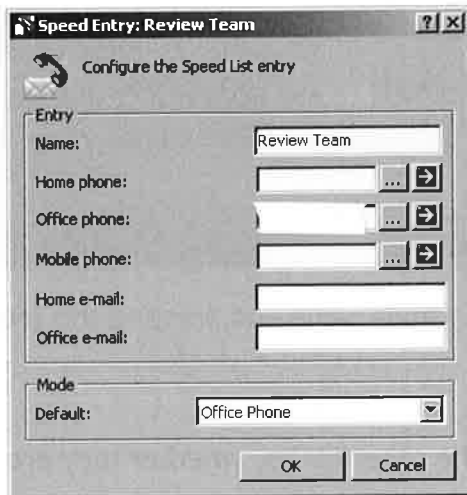 Speed Entry: Review Team
Configure the Speed List entry
Entry
Name: Review Team
Home phone: ...
Office phone: ...
Mobile phone: ...
Home e-mail:
Office e-mail:
Mode
Default: Office Phone
OK Cancel